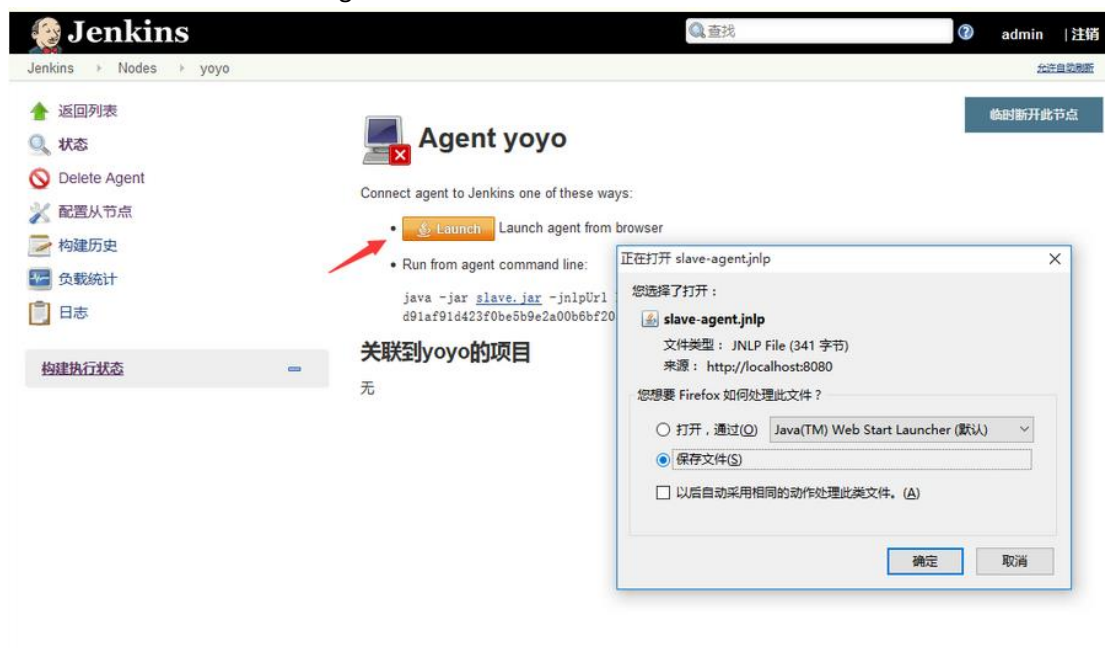 Jenkins
查找
admin | 注销
Jenkins Nodes yoyo
允许自动刷新
返回列表
状态
Delete Agent
配置从节点
构建历史
负载统计
日志
构建执行状态
临时断开此节点
Agent yoyo
Connect agent to Jenkins one of these ways:
Launch Launch agent from browser
Run from agent command line:
java -jar slave.jar -jnlpUrl
d91af91d423f0be5b9e2a00b6bf20
关联到yoyo的项目
无
正在打开 slave-agent.jnlp
您选择了打开：
slave-agent.jnlp
文件类型： JNLP File (341 字节)
来源： http://localhost:8080
您想要 Firefox 如何处理此文件？
打开，通过(O) Java(TM) Web Start Launcher (默认)
保存文件(S)
以后自动采用相同的动作处理此类文件。(A)
确定 取消